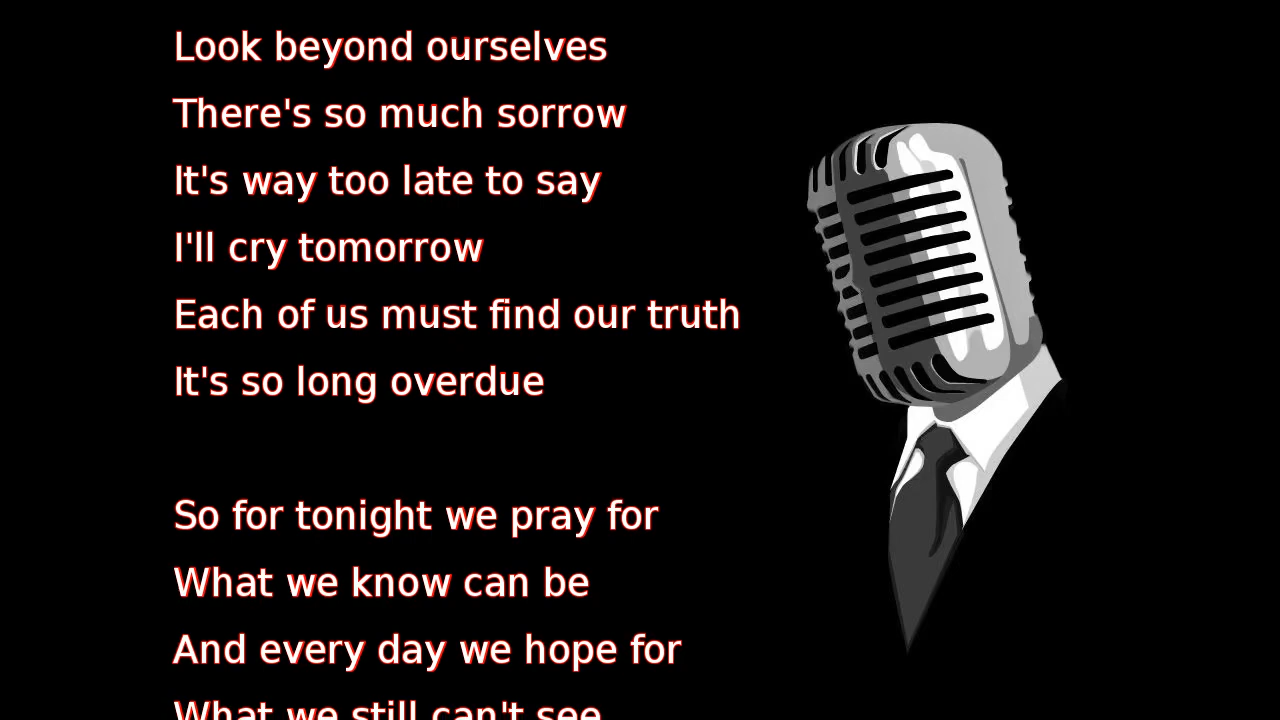 Look beyond ourselves
There's so much sorrow
It's way too late to say
I'll cry tomorrow
Each of us must find our truth
It's so long overdue
So for tonight we pray for
What we know can be
And every day we hope for
What we still can't see